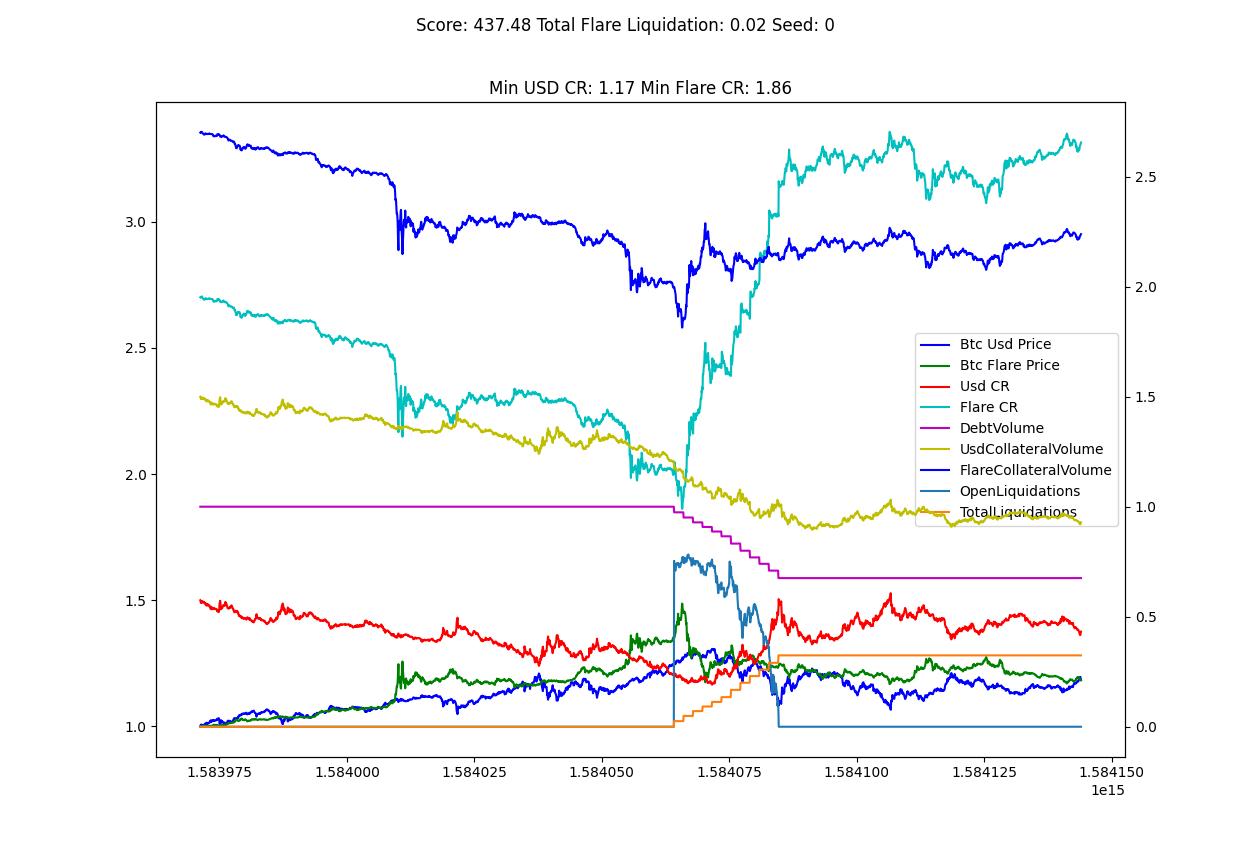 Score: 437.48 Total Flare Liquidation: 0.02 Seed: 0
Min USD CR: 1.17 Min Flare CR: 1.86
3.0
2.5
2.0
1.5
1.0
2.5
2.0
1.5
1.0
0.5
0.0
Btc Usd Price
Btc Flare Price
Usd CR
Flare CR
DebtVolume
UsdCollateralVolume
FlareCollateralVolume
OpenLiquidations
TotalLiquidations
1.583975 1.584000 1.584025 1.584050 1.584075 1.584100 1.584125 1.584150
1e15